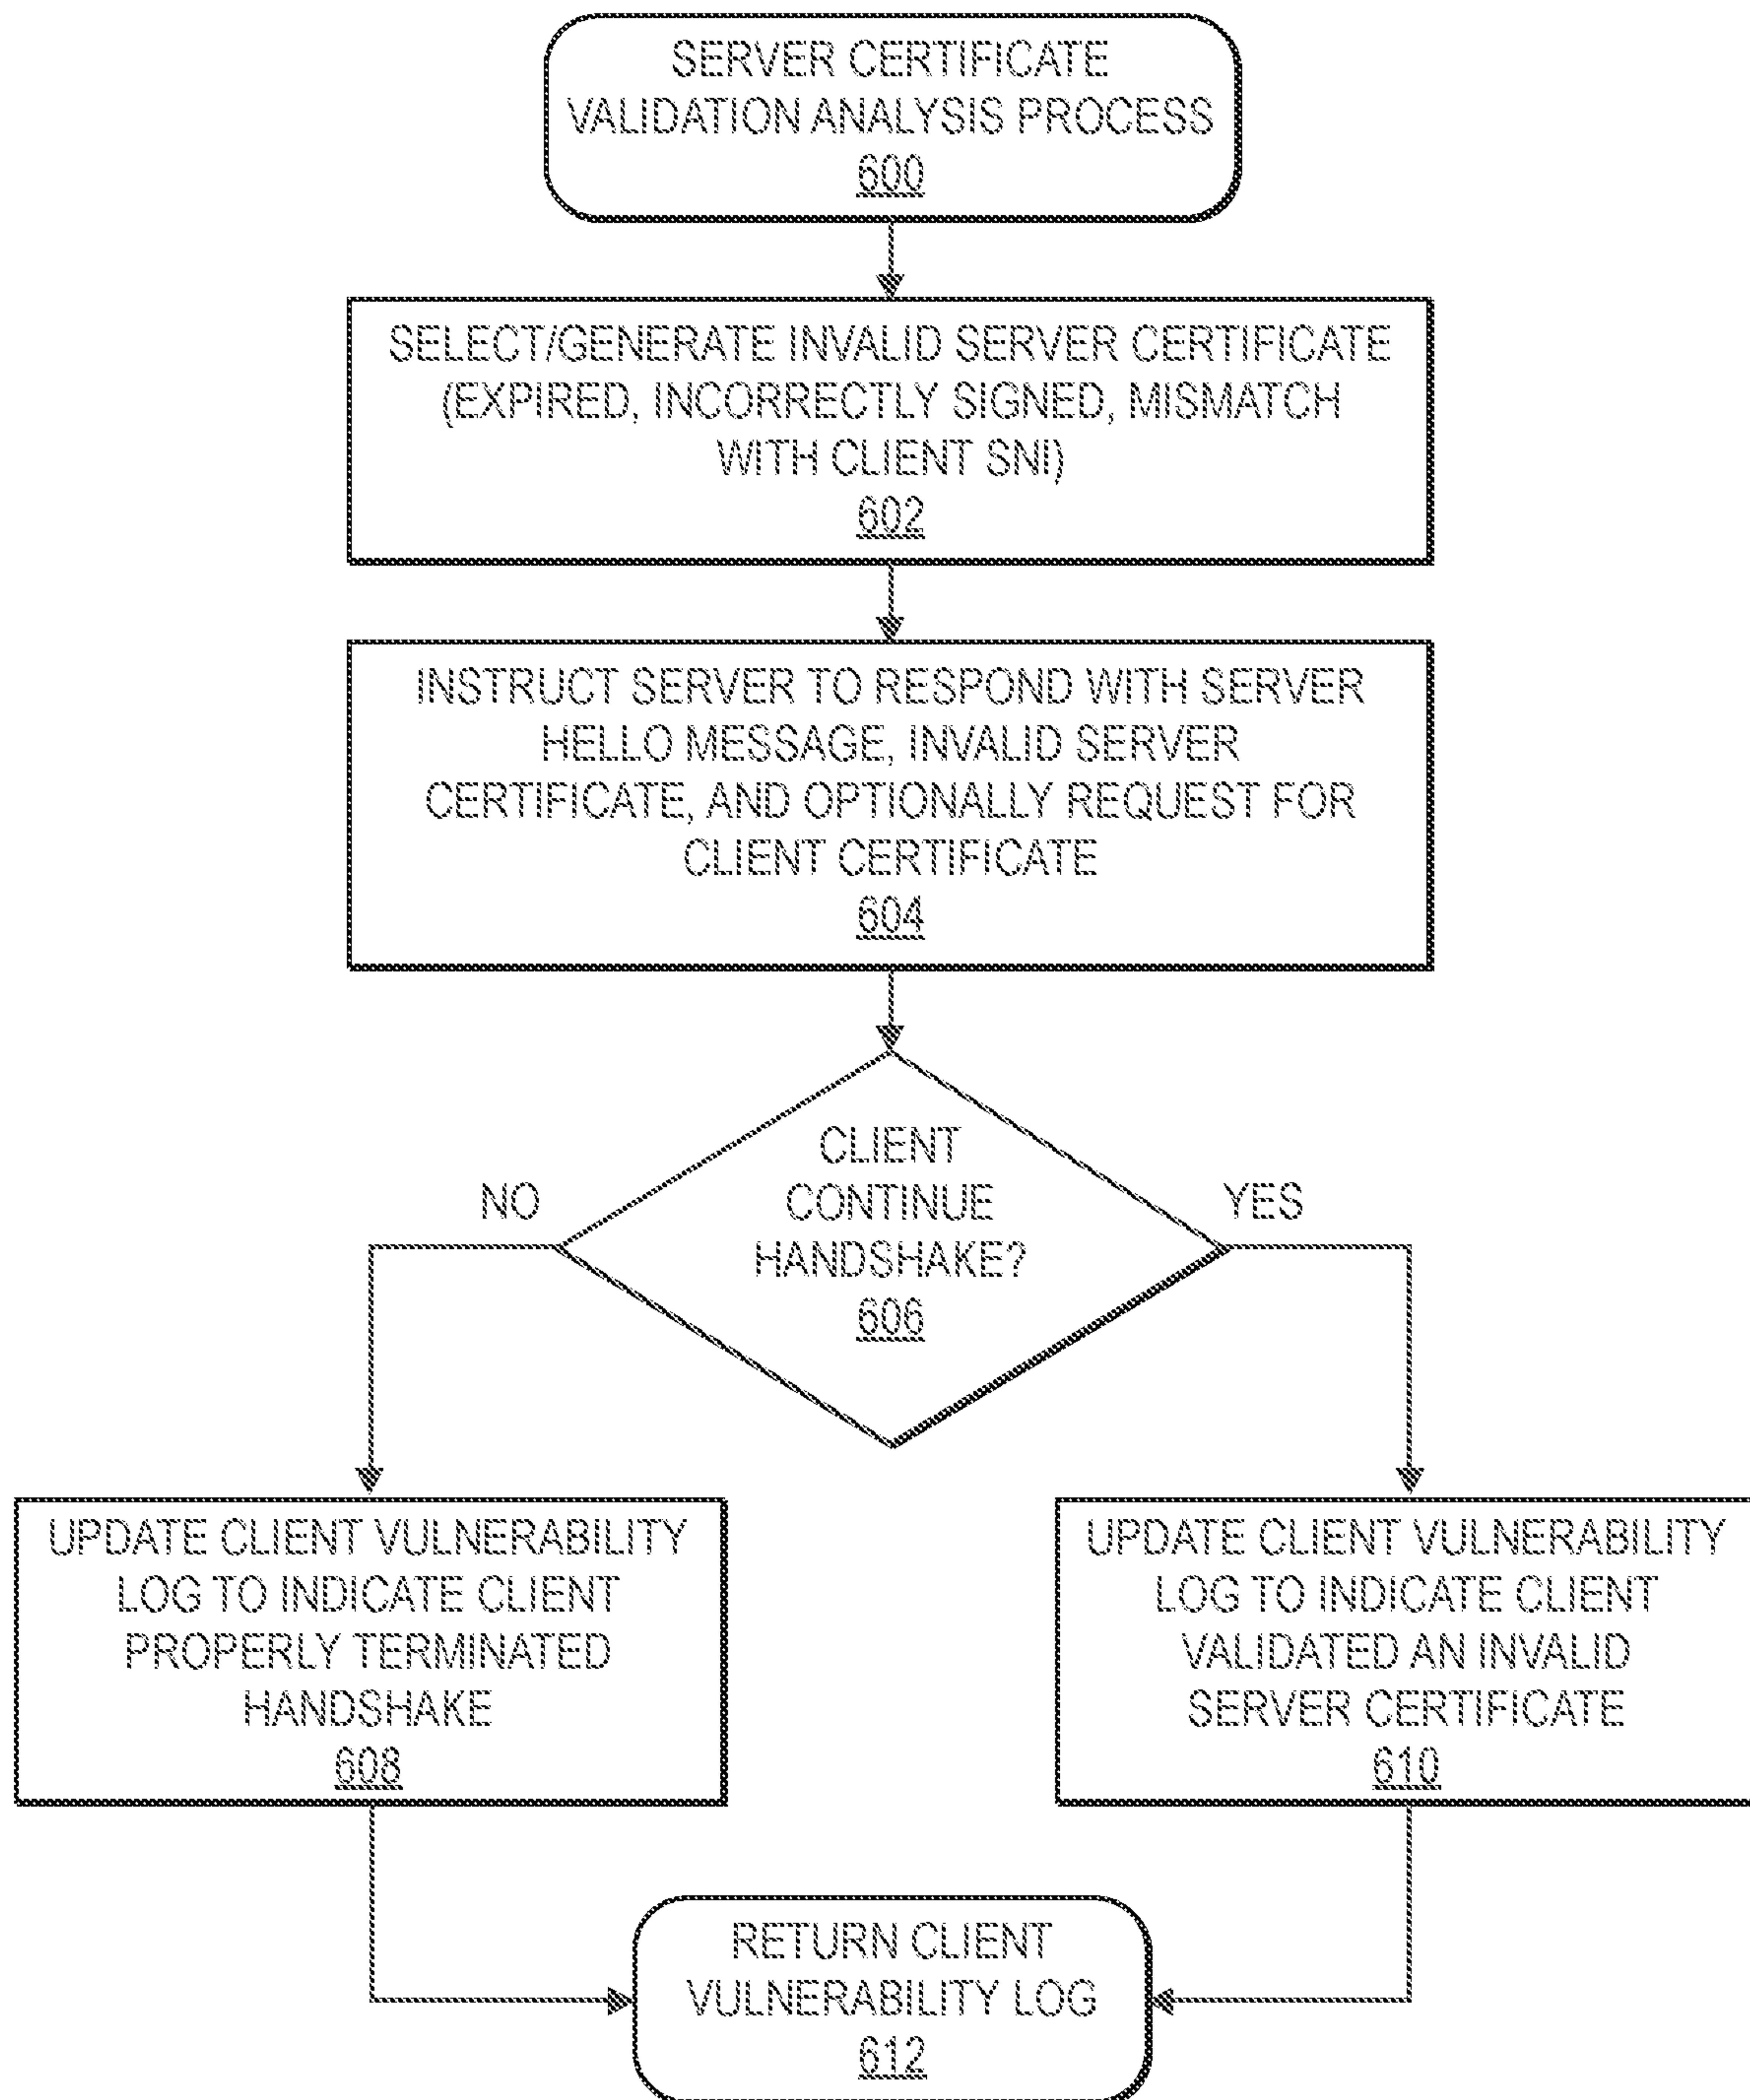 SERVER CERTIFICATE
VALIDATION ANALYSIS PROCESS
600
SELECT/GENERATE INVALID SERVER CERTIFICATE
(EXPIRED, INCORRECTLY SIGNED, MISMATCH
WITH CLIENT SNI)
602
INSTRUCT SERVER TO RESPOND WITH SERVER
HELLO MESSAGE, INVALID SERVER
CERTIFICATE, AND OPTIONALLY REQUEST FOR
CLIENT CERTIFICATE
604
CLIENT
CONTINUE
HANDSHAKE?
606
NO
YES
UPDATE CLIENT VULNERABILITY
LOG TO INDICATE CLIENT
PROPERLY TERMINATED
HANDSHAKE
608
UPDATE CLIENT VULNERABILITY
LOG TO INDICATE CLIENT
VALIDATED AN INVALID
SERVER CERTIFICATE
610
RETURN CLIENT
VULNERABILITY LOG
612